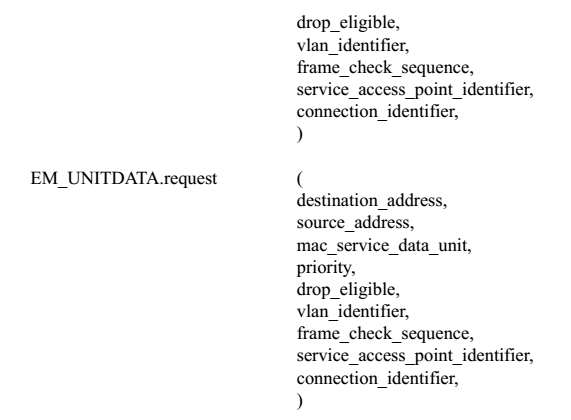 drop_eligible,
vlan_identifier,
frame_check_sequence,
service_access_point_identifier,
connection_identifier,
)
EM_UNITDATA.request (
destination_address,
source_address,
mac_service_data_unit,
priority,
drop_eligible,
vlan_identifier,
frame_check_sequence,
service_access_point_identifier,
connection_identifier,
)